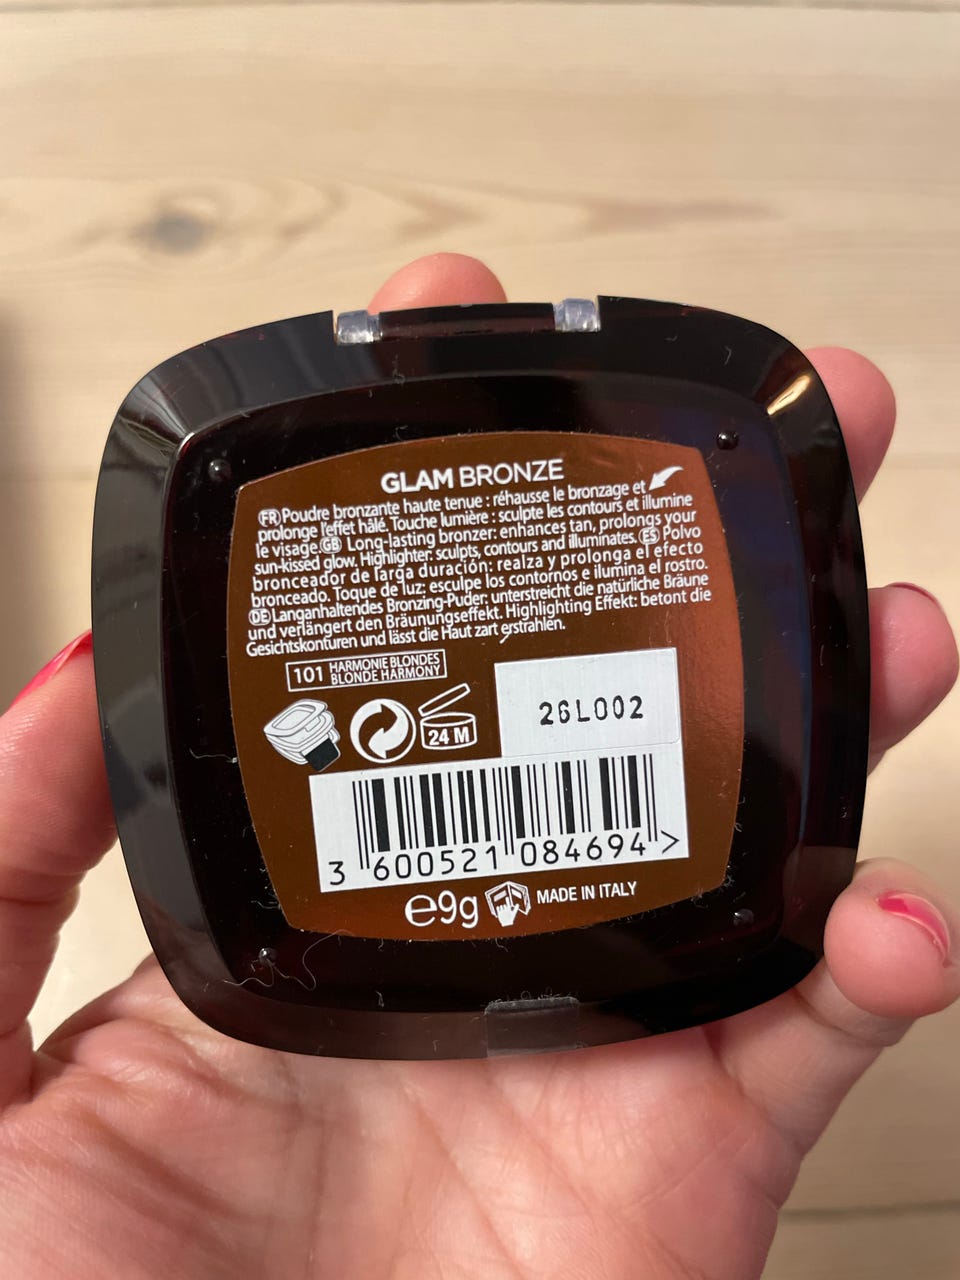 GLAM BRONZE
FR Poudre bronzante haute tenue : réhausse le bronzage et
prolonge l'effet hâlé. Touche lumière : sculpte les contours et illumine
le visage. GB Long-lasting bronzer: enhances tan, prolongs your
sun-kissed glow. Highlighter: sculpts, contours and illuminates. ES Polvo
bronceador de larga duración: realza y prolonga el efecto
bronceado. Toque de luz: esculpe los contornos e ilumina el rostro.
DE Langanhaltendes Bronzing-Puder: unterstreicht die natürliche Bräune
und verlängert den Bräunungseffekt. Highlighting Effekt: betont die
Gesichtskonturen und lässt die Haut zart erstrahlen.
101 HARMONIE BLONDES
BLONDE HARMONY
24 M
26L002
3 600521 084694 >
e9g MADE IN ITALY